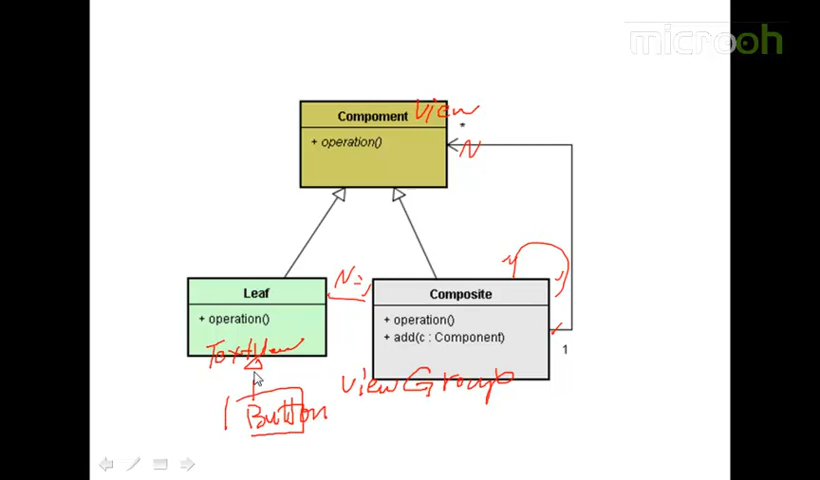 microoh
Compoment View
*
+ operation()
N
Leaf
N
Composite
+ operation()
+ operation()
+ add(c : Component)
TextView
1
ViewGroup
Button